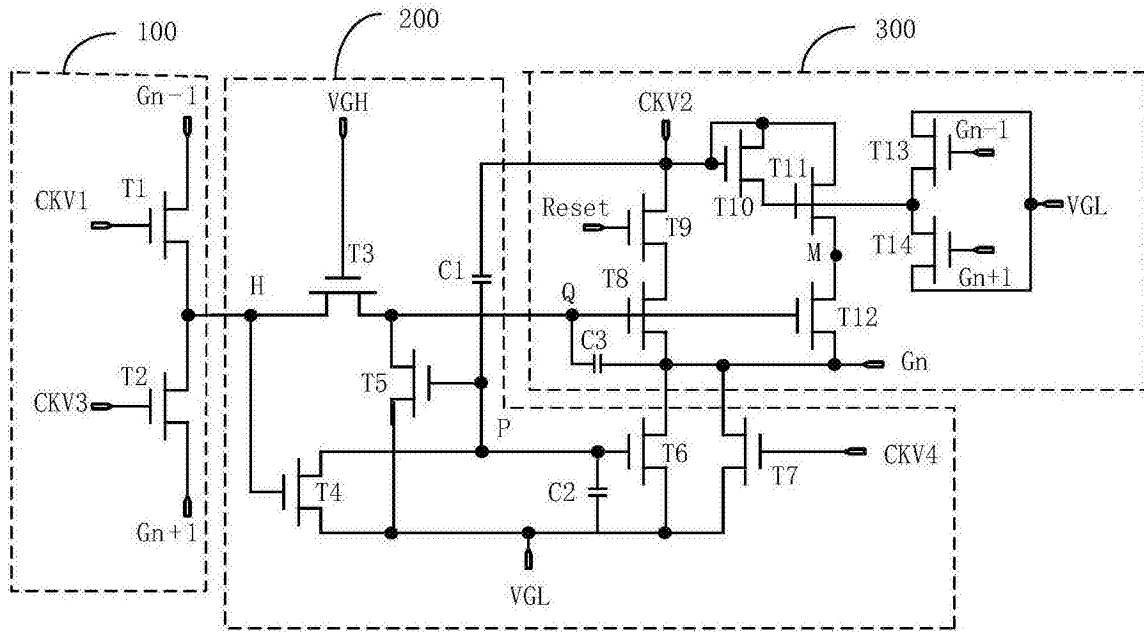 100
200
300
Gn-1
VGH
CKV2
T1
CKV1
T3
H
C1
Reset
T9
T10
T11
T13
Gn-1
VGL
T14
Gn+1
M
T8
Q
C3
T12
Gn
T2
CKV3
T5
P
T4
C2
T6
T7
CKV4
Gn+1
VGL